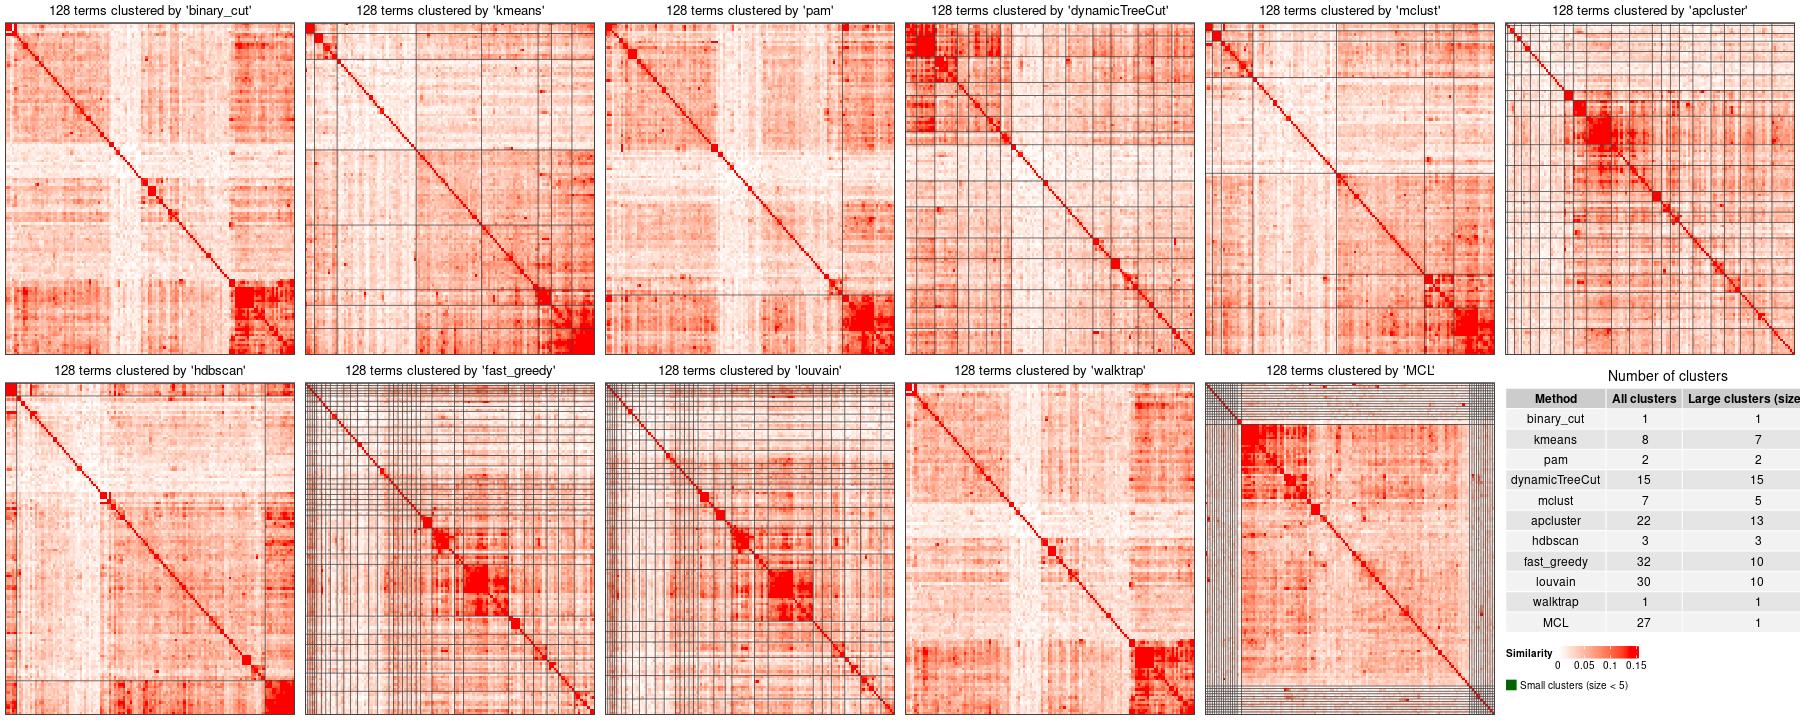 128 terms clustered by 'binary_cut'
128 terms clustered by 'kmeans'
128 terms clustered by 'pam'
128 terms clustered by 'dynamicTreeCut'
128 terms clustered by 'mclust'
128 terms clustered by 'apcluster'
128 terms clustered by 'hdbscan'
128 terms clustered by 'fast_greedy'
128 terms clustered by 'louvain'
128 terms clustered by 'walktrap'
128 terms clustered by 'MCL'
Number of clusters
Method All clusters Large clusters (size
binary_cut 1 1
kmeans 8 7
pam 2 2
dynamicTreeCut 15 15
mclust 7 5
apcluster 22 13
hdbscan 3 3
fast_greedy 32 10
louvain 30 10
walktrap 1 1
MCL 27 1
Similarity
0 0.05 0.1 0.15
Small clusters (size < 5)